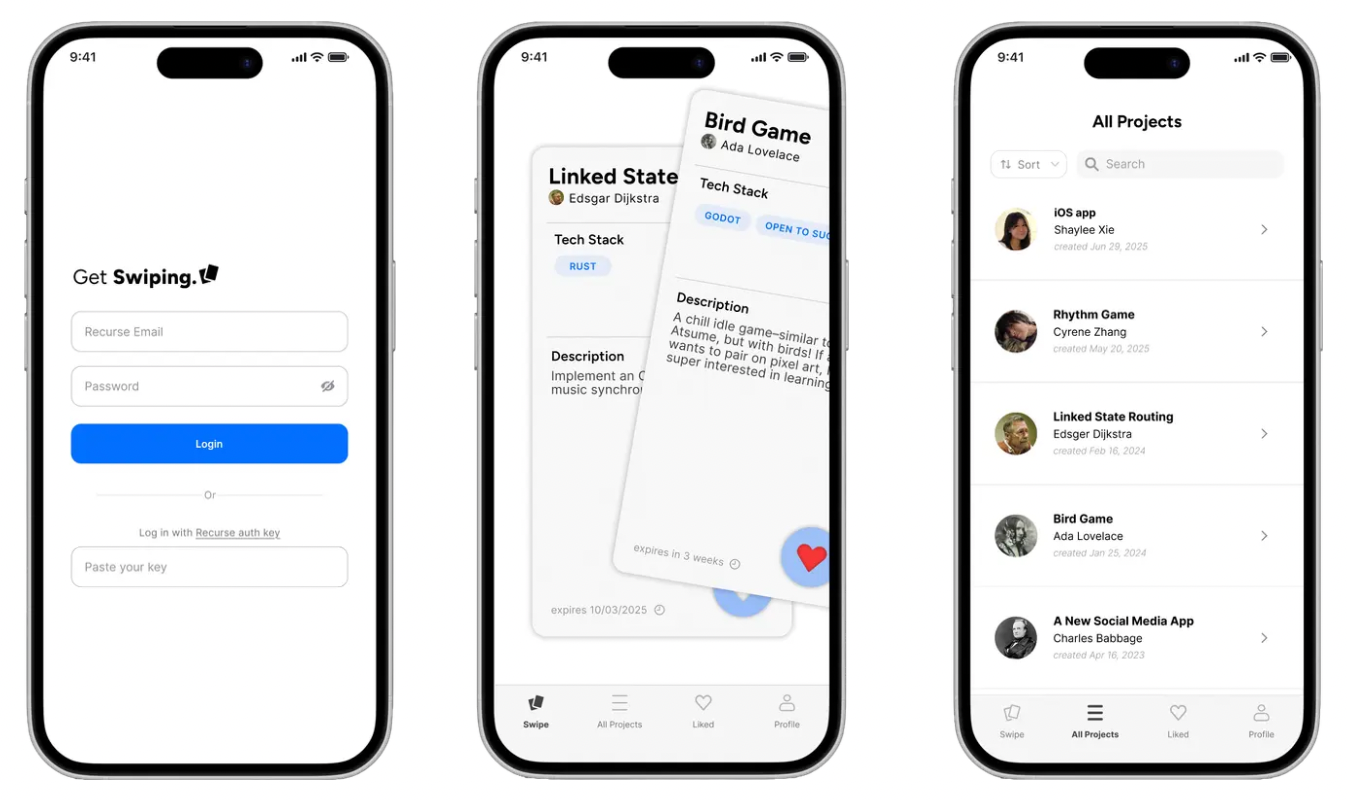 9:41
Get Swiping.
Recurse Email
Password
Login
Or
Log in with Recurse auth key
Paste your key
9:41
Linked State
Edsgar Dijkstra
Tech Stack
RUST
Description
Implement an
music synchro
expires 10/03/2025
Bird Game
Ada Lovelace
Tech Stack
GODOT
OPEN TO SUG
Description
A chill idle game–similar to
Atsume, but with birds! If
wants to pair on pixel art,
super interested in learning
expires in 3 weeks
Swipe
All Projects
Liked
Profile
9:41
All Projects
Sort
Search
iOS app
Shaylee Xie
created Jun 29, 2025
Rhythm Game
Cyrene Zhang
created May 20, 2025
Linked State Routing
Edsger Dijkstra
created Feb 16, 2024
Bird Game
Ada Lovelace
created Jan 25, 2024
A New Social Media App
Charles Babbage
created Apr 16, 2023
Swipe
All Projects
Liked
Profile